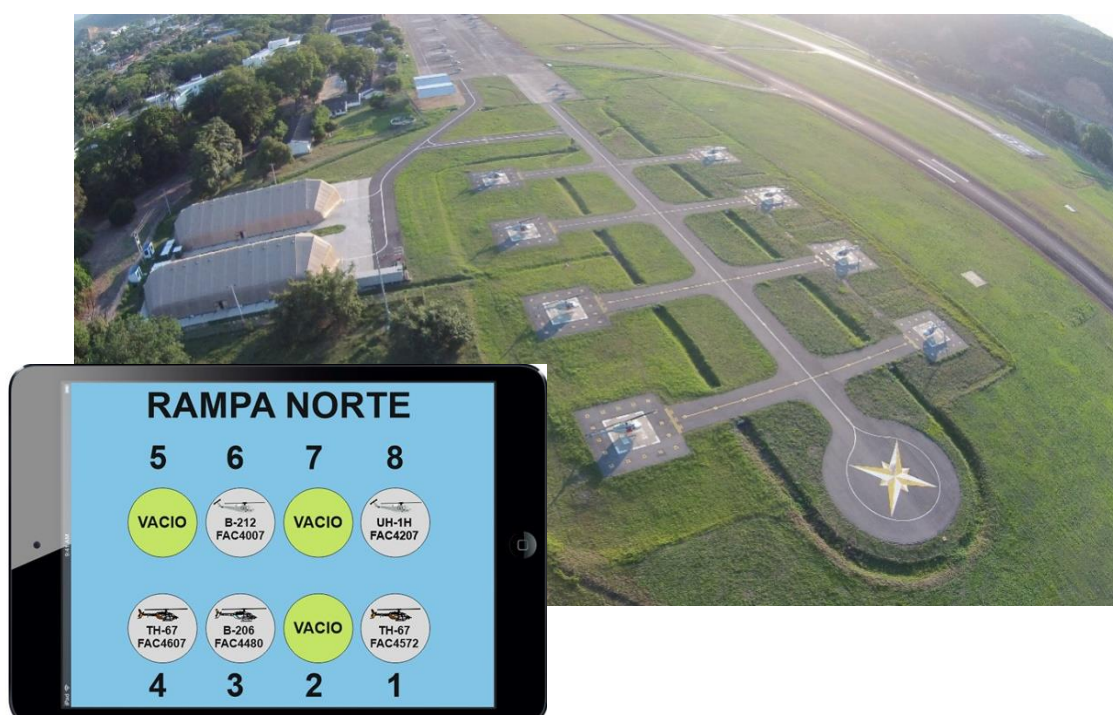 RAMPA NORTE
5 6 7 8
VACIO
B-212
FAC4007
VACIO
UH-1H
FAC4207
TH-67
FAC4607
B-206
FAC4480
VACIO
TH-67
FAC4572
4 3 2 1